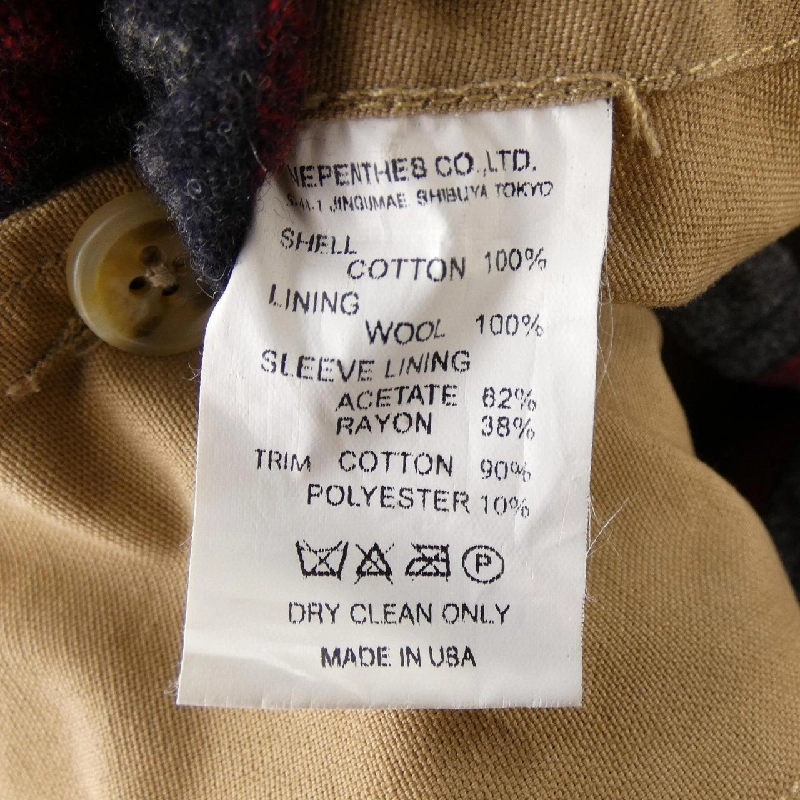 NEPENTHES CO.,LTD.
JINGUMAE SHIBUYA TOKYO
SHELL
COTTON 100%
LINING
WOOL 100%
SLEEVE LINING
ACETATE 62%
RAYON 38%
TRIM COTTON 90%
POLYESTER 10%
P
DRY CLEAN ONLY
MADE IN USA